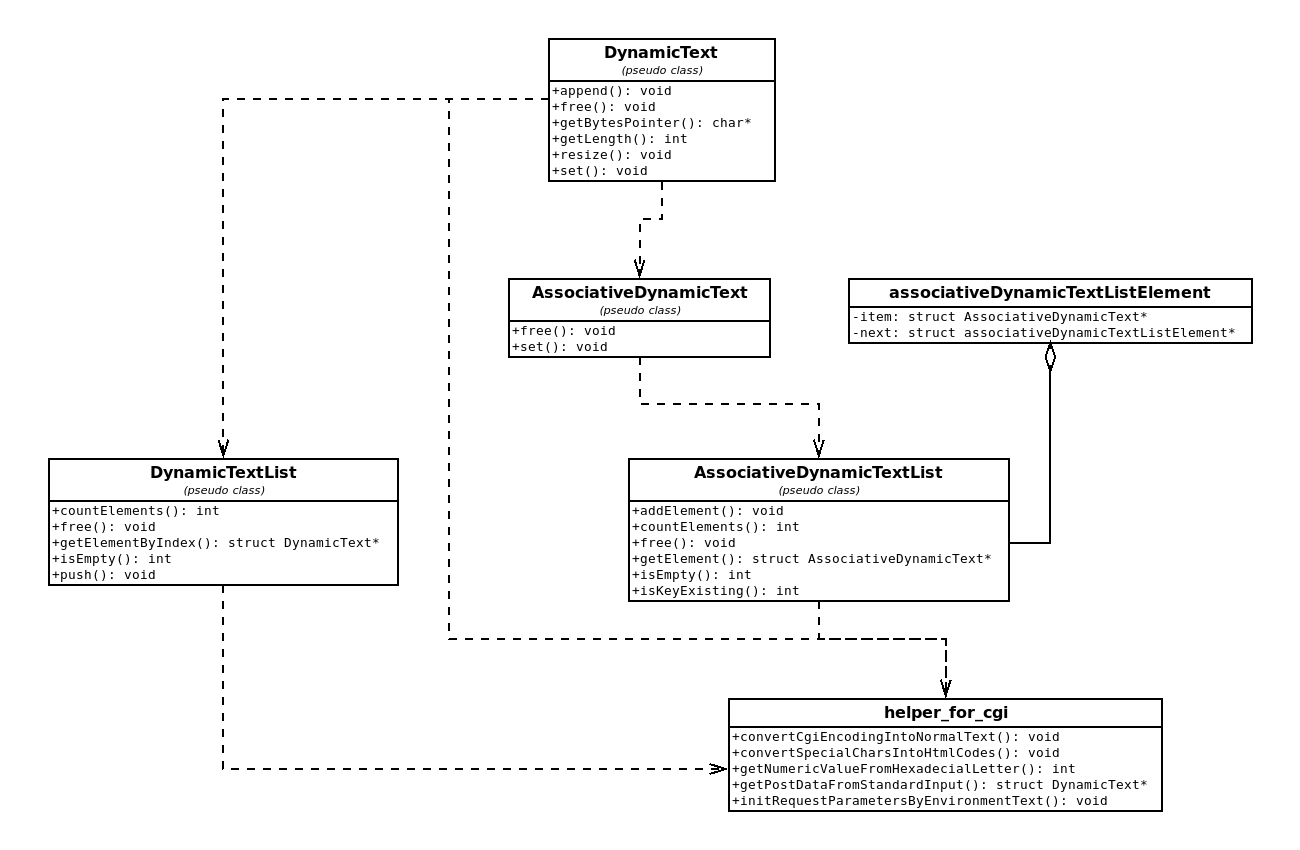 DynamicText
(pseudo class)
+append(): void
+free(): void
+getBytesPointer(): char*
+getLength(): int
+resize(): void
+set(): void
AssociativeDynamicText
(pseudo class)
+free(): void
+set(): void
associativeDynamicTextListElement
-item: struct AssociativeDynamicText*
-next: struct associativeDynamicTextListElement*
DynamicTextList
(pseudo class)
+countElements(): int
+free(): void
+getElementByIndex(): struct DynamicText*
+isEmpty(): int
+push(): void
AssociativeDynamicTextList
(pseudo class)
+addElement(): void
+countElements(): int
+free(): void
+getElement(): struct AssociativeDynamicText*
+isEmpty(): int
+isKeyExisting(): int
helper_for_cgi
+convertCgiEncodingIntoNormalText(): void
+convertSpecialCharsIntoHtmlCodes(): void
+getNumericValueFromHexadecialLetter(): int
+getPostDataFromStandardInput(): struct DynamicText*
+initRequestParametersByEnvironmentText(): void